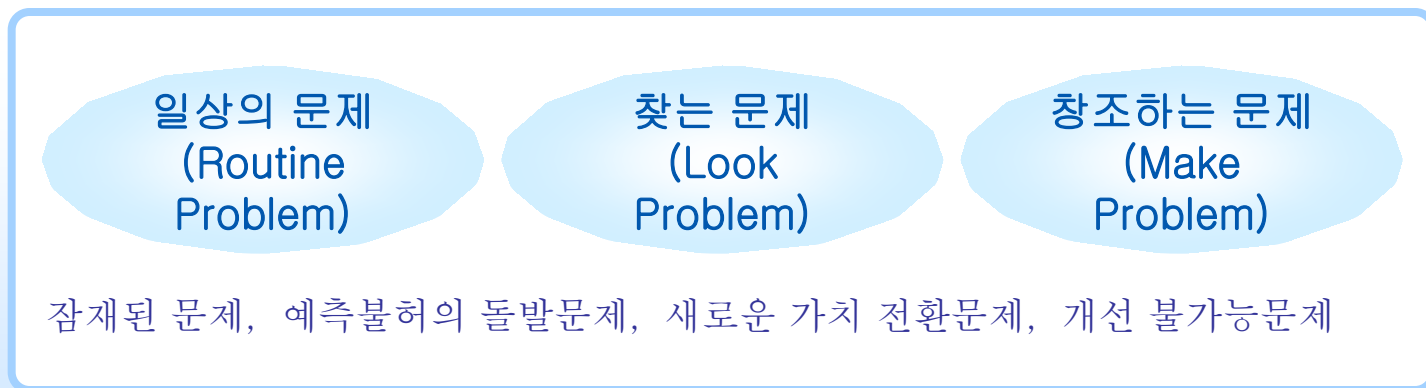 일상의 문제
(Routine
Problem)
찾는 문제
(Look
Problem)
창조하는 문제
(Make
Problem)
잠재된 문제, 예측불허의 돌발문제, 새로운 가치 전환문제, 개선 불가능문제